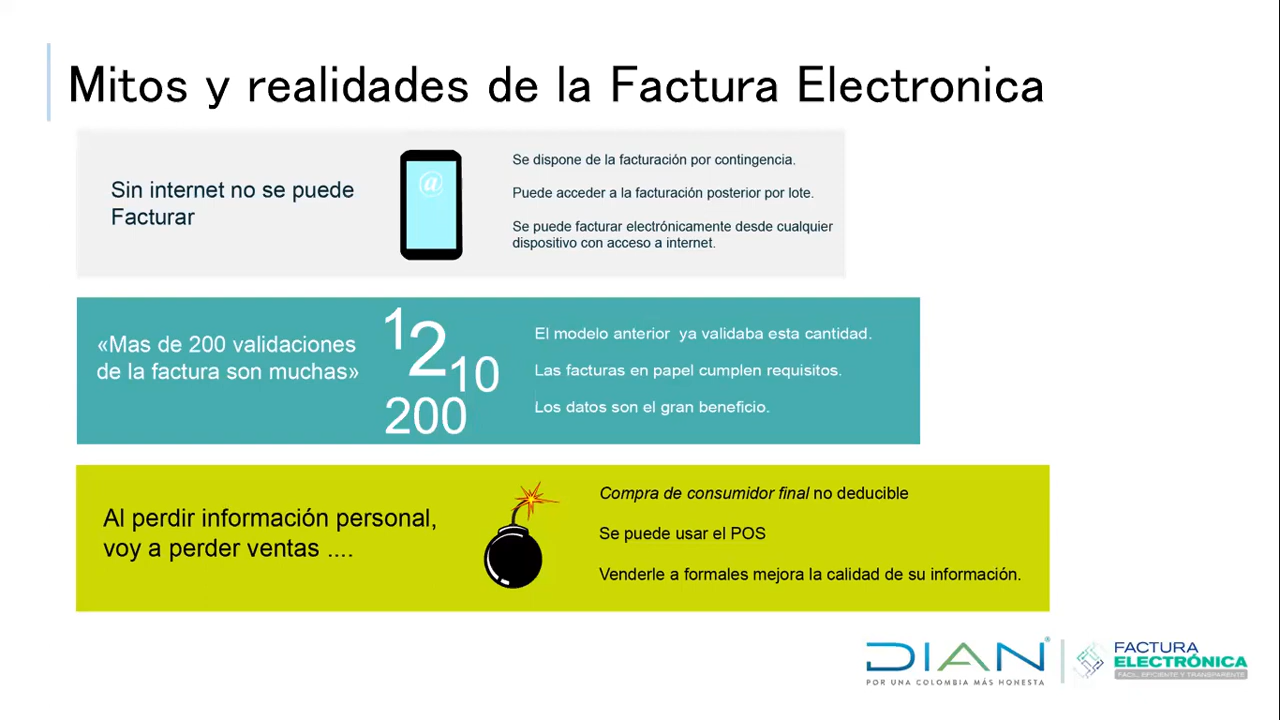 Mitos y realidades de la Factura Electronica
Sin internet no se puede
Facturar
@
Se dispone de la facturación por contingencia.
Puede acceder a la facturación posterior por lote.
Se puede facturar electrónicamente desde cualquier
dispositivo con acceso a internet.
«Mas de 200 validaciones
de la factura son muchas»
1
2
10
200
El modelo anterior ya validaba esta cantidad.
Las facturas en papel cumplen requisitos.
Los datos son el gran beneficio.
Al perdir información personal,
voy a perder ventas ....
Compra de consumidor final no deducible
Se puede usar el POS
Venderle a formales mejora la calidad de su información.
DIAN
POR UNA COLOMBIA MÁS HONESTA
FACTURA
ELECTRÓNICA
FÁCIL, EFICIENTE Y TRANSPARENTE